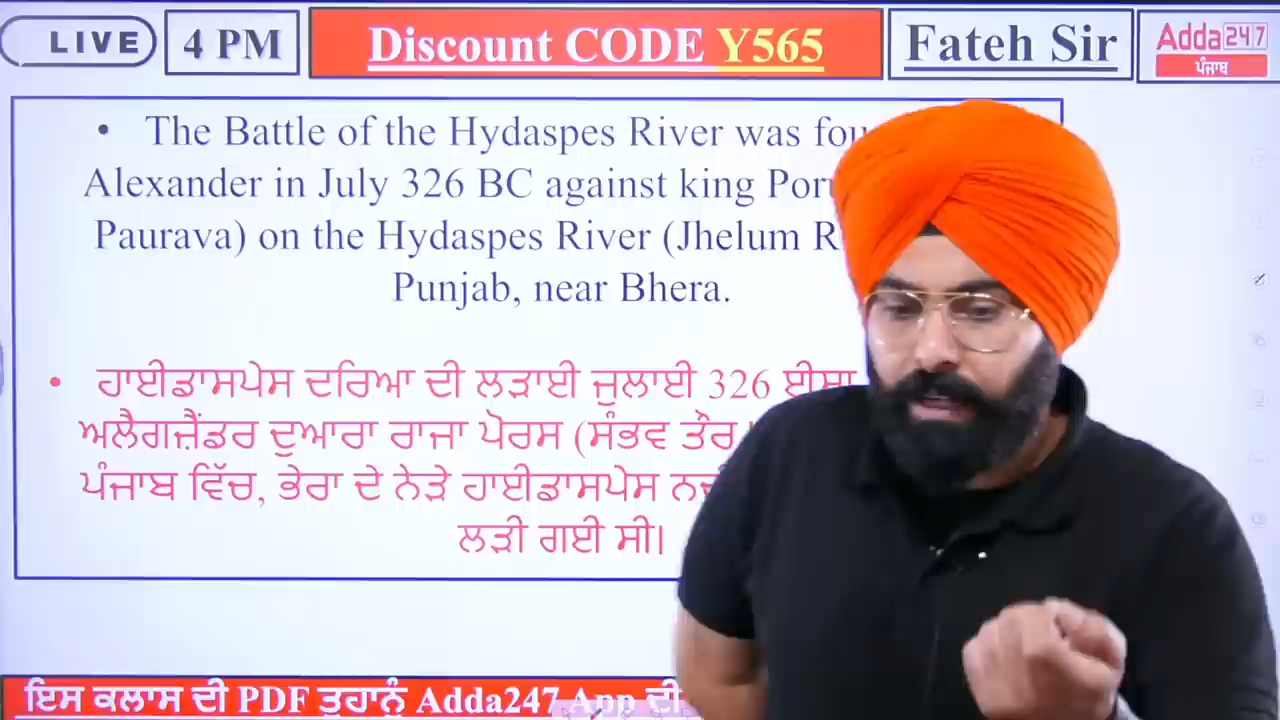 LIVE
4 PM
Discount CODE Y565
Fateh Sir
Adda247
ਪੰਜਾਬ
• The Battle of the Hydaspes River was
Alexander in July 326 BC against king
Paurava) on the Hydaspes River (Jhelum
Punjab, near Bhera.
• ਹਾਈਡਾਸਪੇਸ ਦਰਿਆ ਦੀ ਲੜਾਈ ਜੁਲਾਈ 326 ਈਸਾ
ਅਲੈਗਜ਼ੈਂਡਰ ਦੁਆਰਾ ਰਾਜਾ ਪੋਰਸ (ਸੰਭਵ ਤੌਰ
ਪੰਜਾਬ ਵਿੱਚ, ਭੇਰਾ ਦੇ ਨੇੜੇ ਹਾਈਡਾਸਪੇਸ
ਲੜੀ ਗਈ ਸੀ।
ਇਸ ਕਲਾਸ ਦੀ PDF ਤੁਹਾਨੂੰ Adda247 App ਦੀ